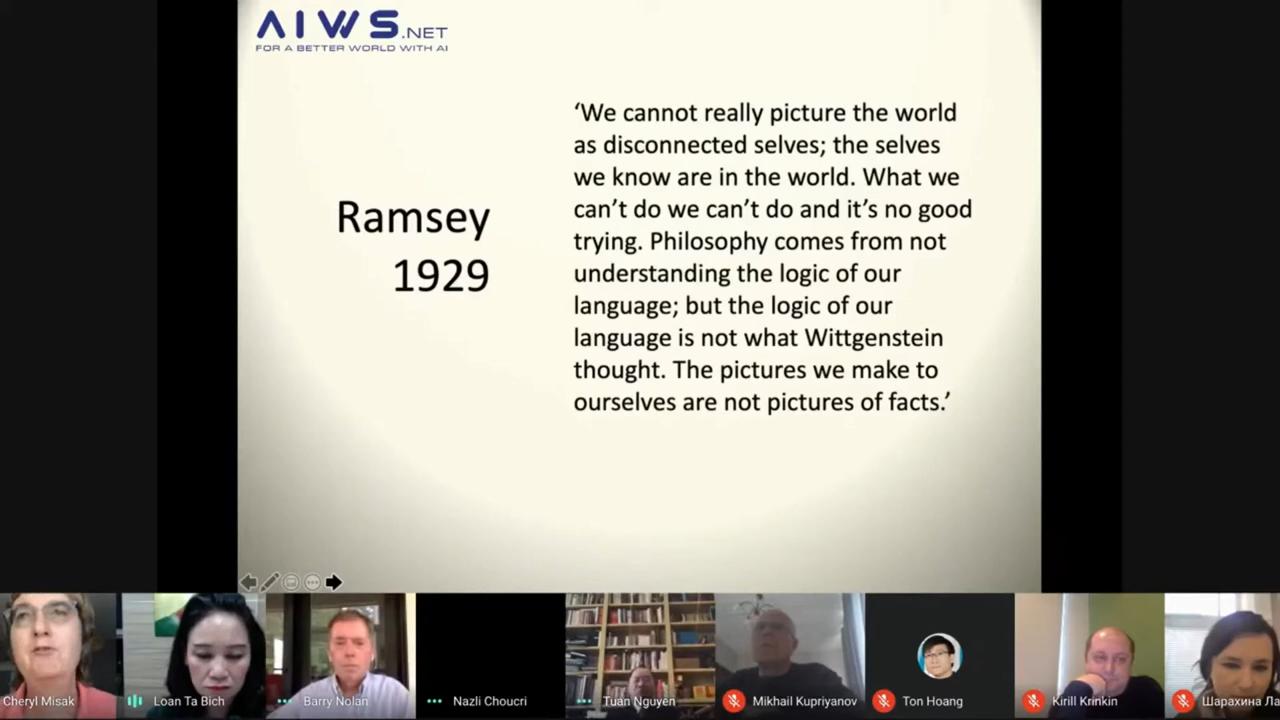 AIWS.NET
FOR A BETTER WORLD WITH AI
Ramsey
1929
‘We cannot really picture the world
as disconnected selves; the selves
we know are in the world. What we
can’t do we can’t do and it’s no good
trying. Philosophy comes from not
understanding the logic of our
language; but the logic of our
language is not what Wittgenstein
thought. The pictures we make to
ourselves are not pictures of facts.’
Cheryl Misak
Loan Ta Bich
Barry Nolan
Nazli Choucri
Tuan Nguyen
Mikhail Kupriyanov
Ton Hoang
Kirill Krinkin
Шарахина Ла